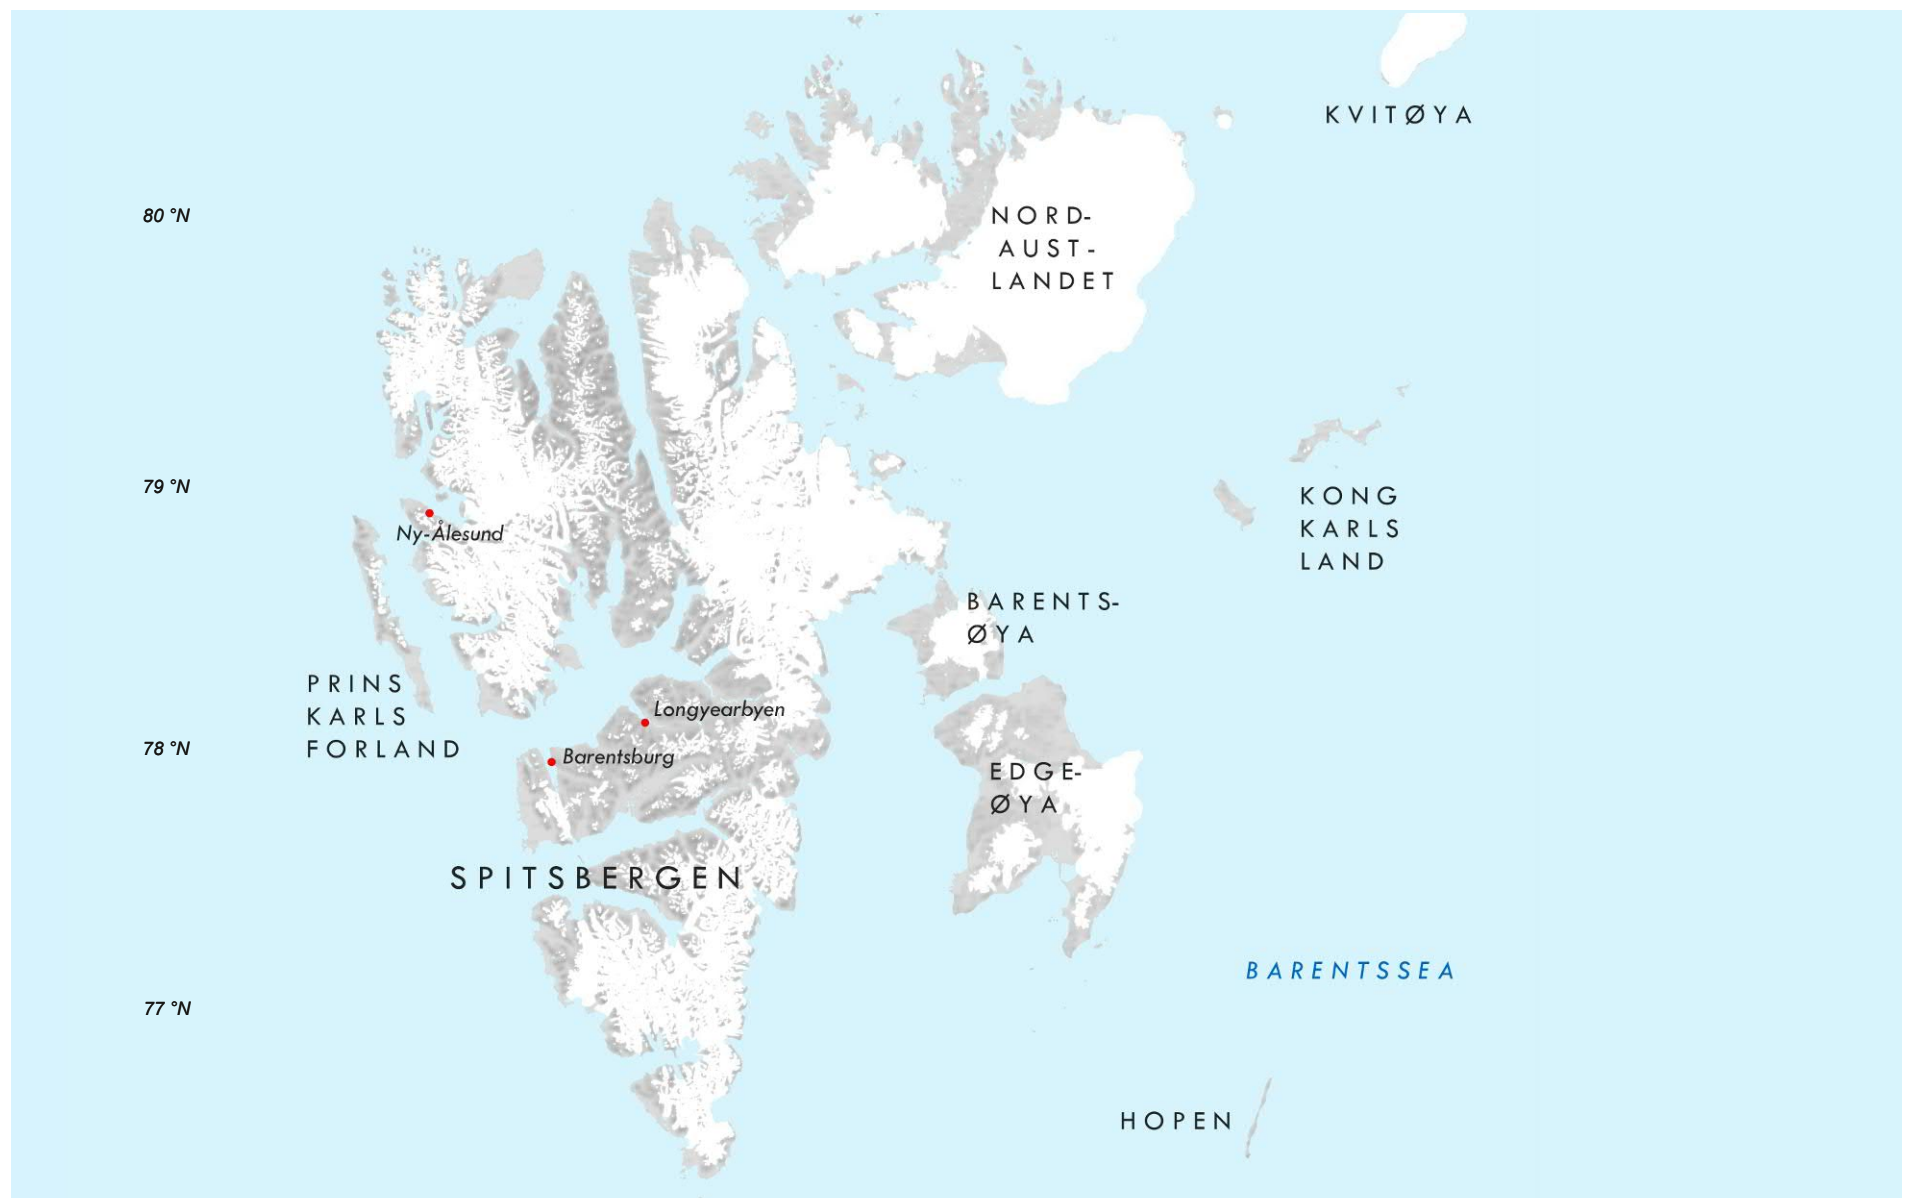 KVITØYA
80 °N
NORD-
AUST-
LANDET
79 °N
KONG
KARLS
LAND
Ny-Ålesund
BARENTS-
ØYA
PRINS
KARLS
FORLAND
Longyearbyen
78 °N
Barentsburg
EDGE-
ØYA
SPITSBERGEN
BARENTSSEA
77 °N
HOPEN